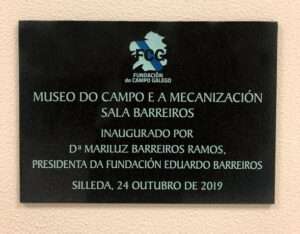 FCG
FUNDACIÓN
do CAMPO GALEGO
MUSEO DO CAMPO E A MECANIZACIÓN
SALA BARREIROS
INAUGURADO POR
Dª MARILUZ BARREIROS RAMOS,
PRESIDENTA DA FUNDACIÓN EDUARDO BARREIROS
SILLEDA, 24 OUTUBRO DE 2019